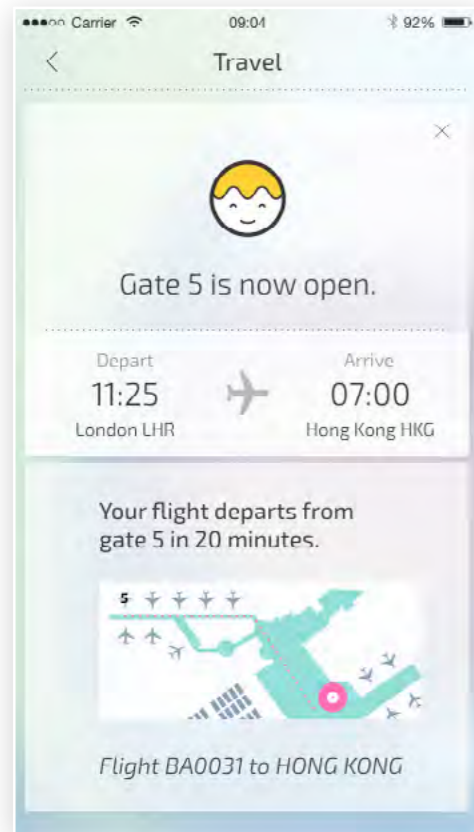 Carrier 09:04 92%
Travel
Gate 5 is now open.
Depart Arrive
11:25 07:00
London LHR Hong Kong HKG
Your flight departs from
gate 5 in 20 minutes.
5
Flight BA0031 to HONG KONG